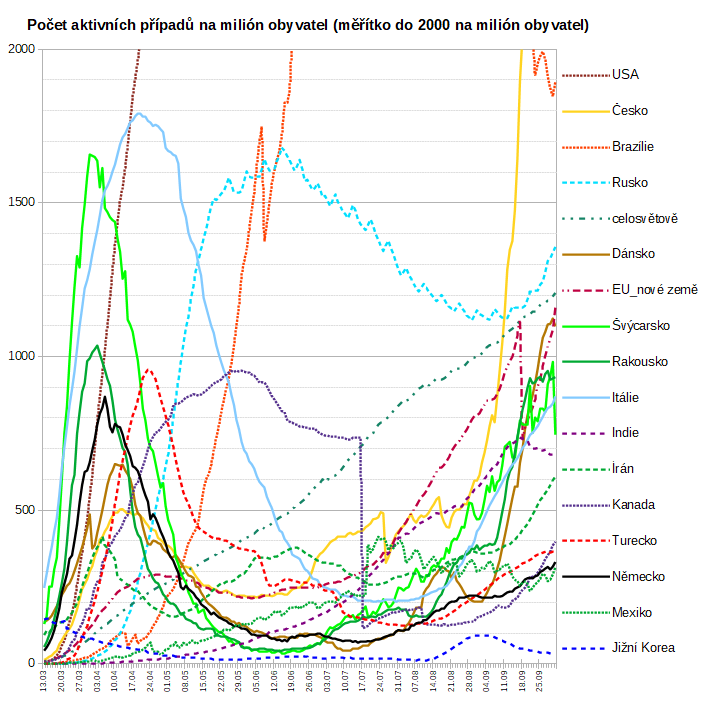 Počet aktivních případů na milión obyvatel (měřítko do 2000 na milión obyvatel)
2000
1500
1000
500
0
USA
Česko
Brazílie
Rusko
celosvětově
Dánsko
EU_nové země
Švýcarsko
Rakousko
Itálie
Indie
Írán
Kanada
Turecko
Německo
Mexiko
Jižní Korea
13.03
20.03
27.03
03.04
10.04
17.04
24.04
01.05
08.05
15.05
22.05
29.05
05.06
12.06
19.06
26.06
03.07
10.07
17.07
24.07
31.07
07.08
14.08
21.08
28.08
04.09
11.09
18.09
25.09